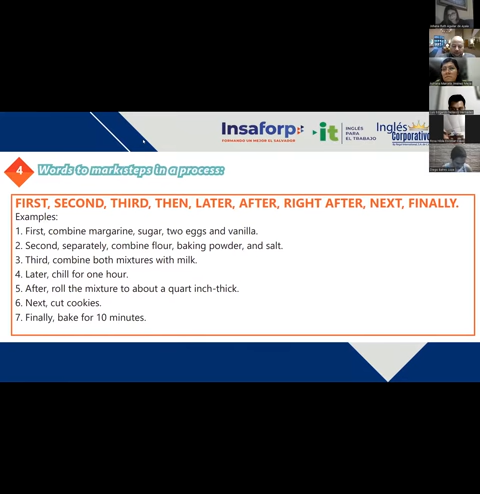 Insaforp
FORMANDO UN MEJOR EL SALVADOR
it
INGLÉS
PARA
EL TRABAJO
Inglés
Corporativo
4
Words to mark steps in a process:
FIRST, SECOND, THIRD, THEN, LATER, AFTER, RIGHT AFTER, NEXT, FINALLY.
Examples:
1. First, combine margarine, sugar, two eggs and vanilla.
2. Second, separately, combine flour, baking powder, and salt.
3. Third, combine both mixtures with milk.
4. Later, chill for one hour.
5. After, roll the mixture to about a quart inch-thick.
6. Next, cut cookies.
7. Finally, bake for 10 minutes.